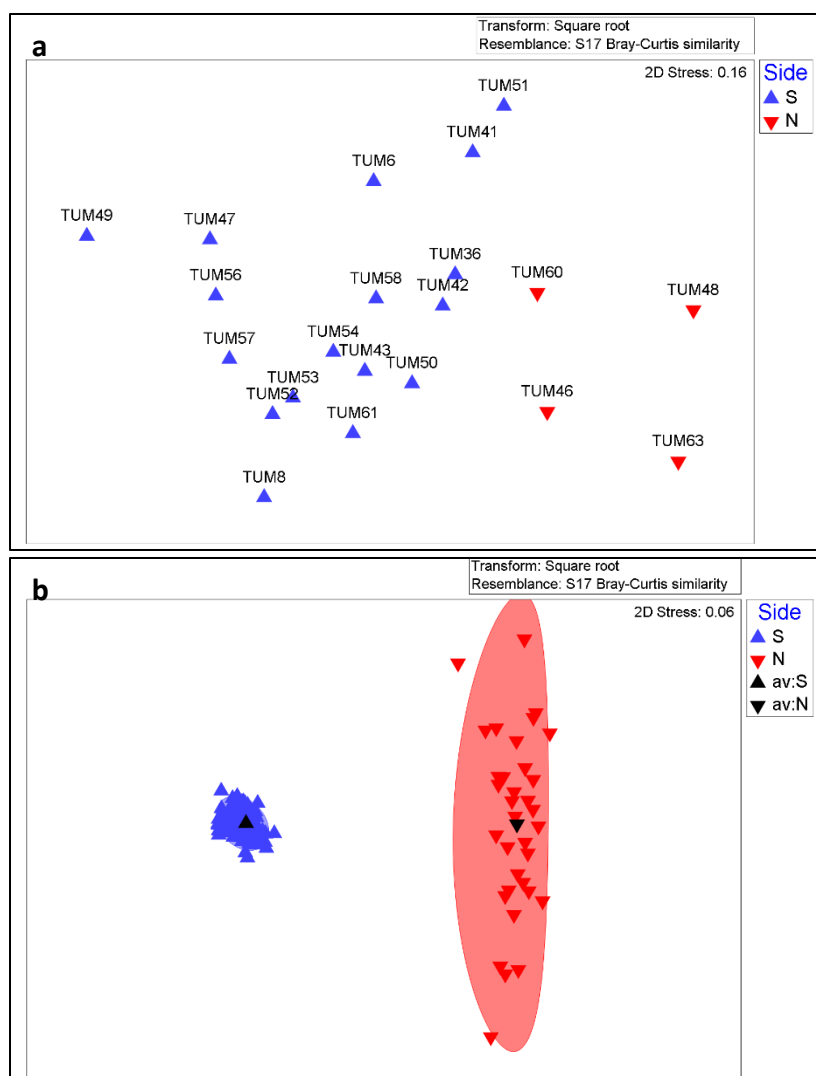 a
Transform: Square root
Resemblance: S17 Bray-Curtis similarity
2D Stress: 0.16
Side
S
N
TUM51
TUM41
TUM6
TUM49
TUM47
TUM36
TUM60
TUM56
TUM58
TUM42
TUM48
TUM57
TUM54
TUM43
TUM50
TUM53
TUM52
TUM46
TUM61
TUM63
TUM8
b
Transform: Square root
Resemblance: S17 Bray-Curtis similarity
2D Stress: 0.06
Side
S
N
av:S
av:N